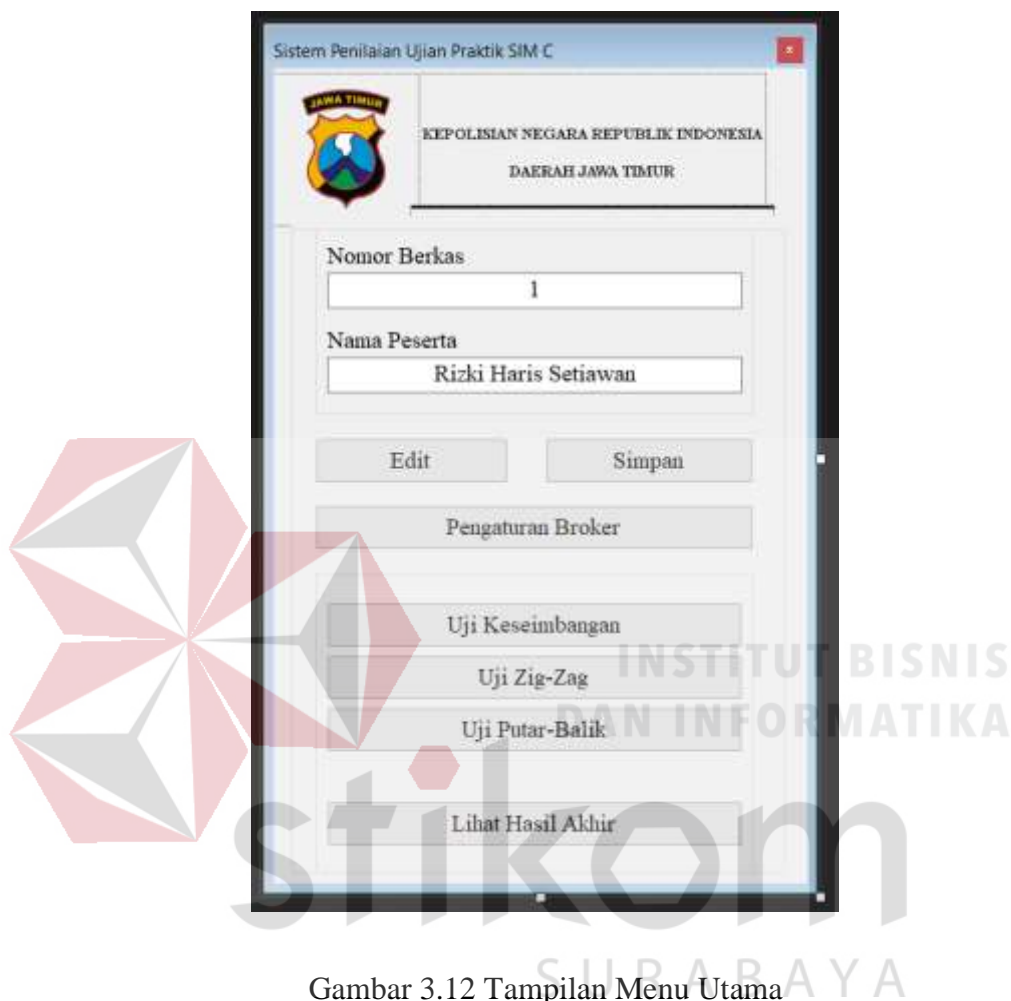 Sistem Penilaian Ujian Praktik SIM C
x
JAWA TIMUR
KEPOLISIAN NEGARA REPUBLIK INDONESIA
DAERAH JAWA TIMUR
Nomor Berkas
1
Nama Peserta
Rizki Haris Setiawan
Edit
Simpan
Pengaturan Broker
Uji Keseimbangan
Uji Zig-Zag
Uji Putar-Balik
Lihat Hasil Akhir
INSTITUT BISNIS
DAN INFORMATIKA
stikom
SURABAYA
Gambar 3.12 Tampilan Menu Utama